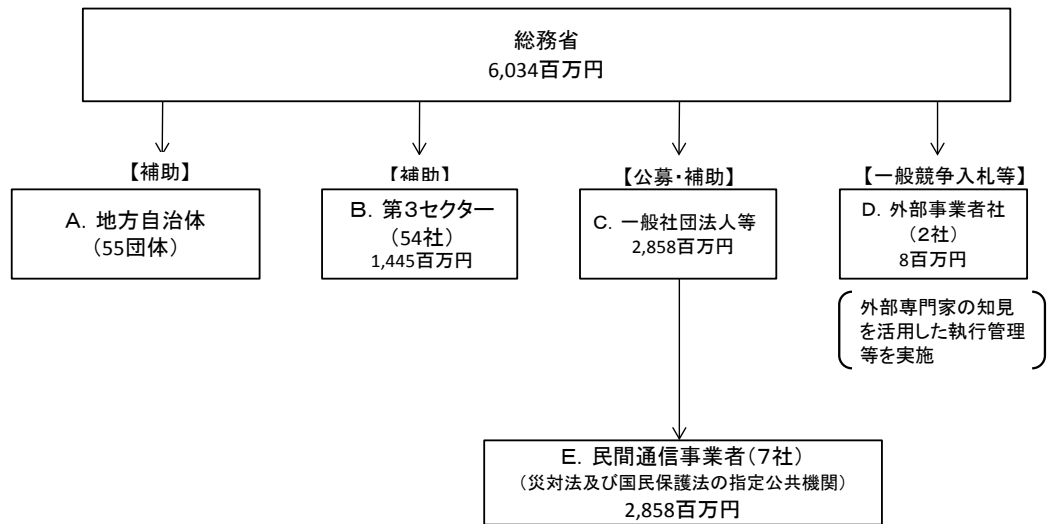 総務省
6,034百万円
【補助】
A. 地方自治体
(55団体)
【補助】
B. 第3セクター
(54社)
1,445百万円
【公募・補助】
C. 一般社団法人等
2,858百万円
【一般競争入札等】
D. 外部事業者社
(2社)
8百万円
外部専門家の知見
を活用した執行管理
等を実施
E. 民間通信事業者(7社)
(災対法及び国民保護法の指定公共機関)
2,858百万円